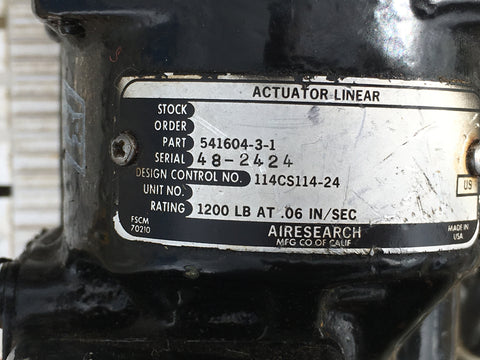 ACTUATOR LINEAR
STOCK
ORDER
PART 541604-3-1
SERIAL 48-2424
DESIGN CONTROL NO. 114CS114-24
UNIT NO.
US
RATING 1200 LB AT .06 IN/SEC
FSCM
70210
AIRESEARCH
MFG CO OF CALIF
MADE IN
USA